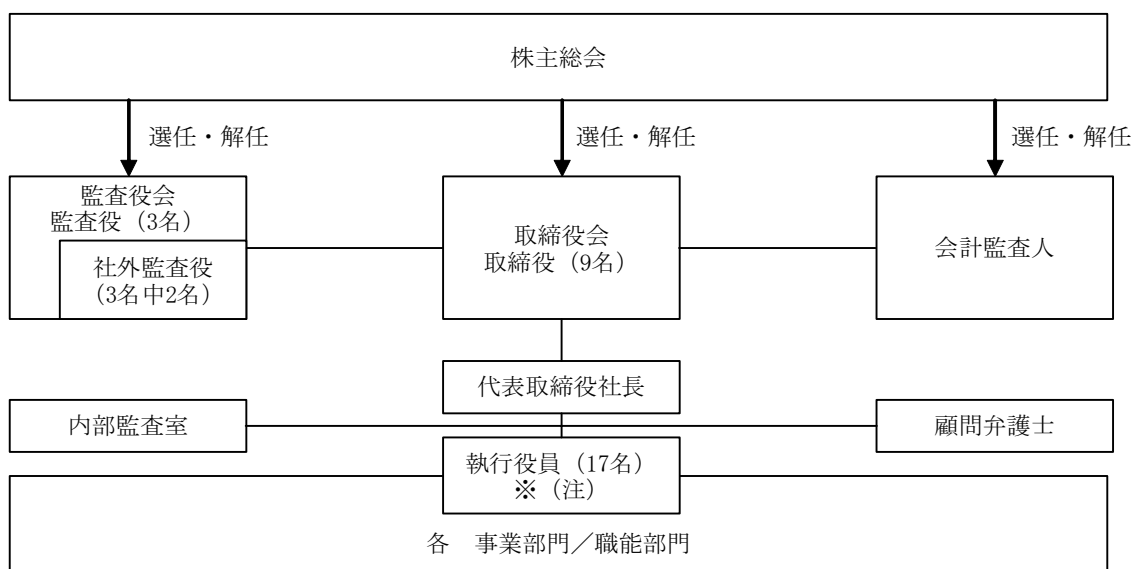 株主総会
選任・解任
選任・解任
選任・解任
監査役会
監査役(3名)
社外監査役
(3名中2名)
取締役会
取締役(9名)
会計監査人
代表取締役社長
内部監査室
顧問弁護士
執行役員(17名)
※(注)
各 事業部門/職能部門